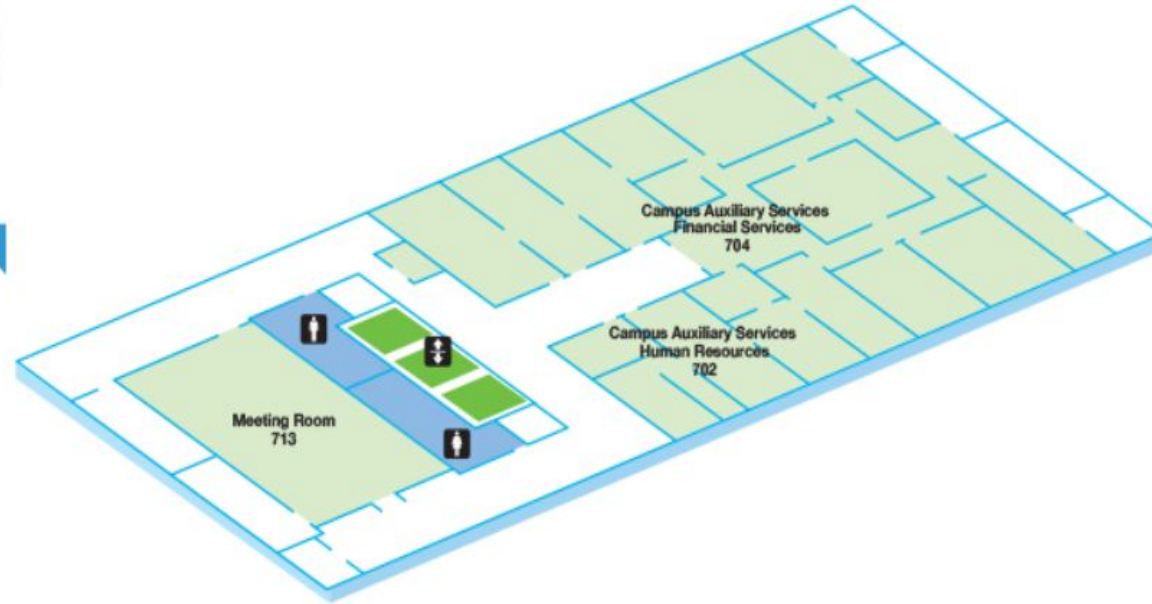 Campus Auxiliary Services
Financial Services
704
Campus Auxiliary Services
Human Resources
702
Meeting Room
713